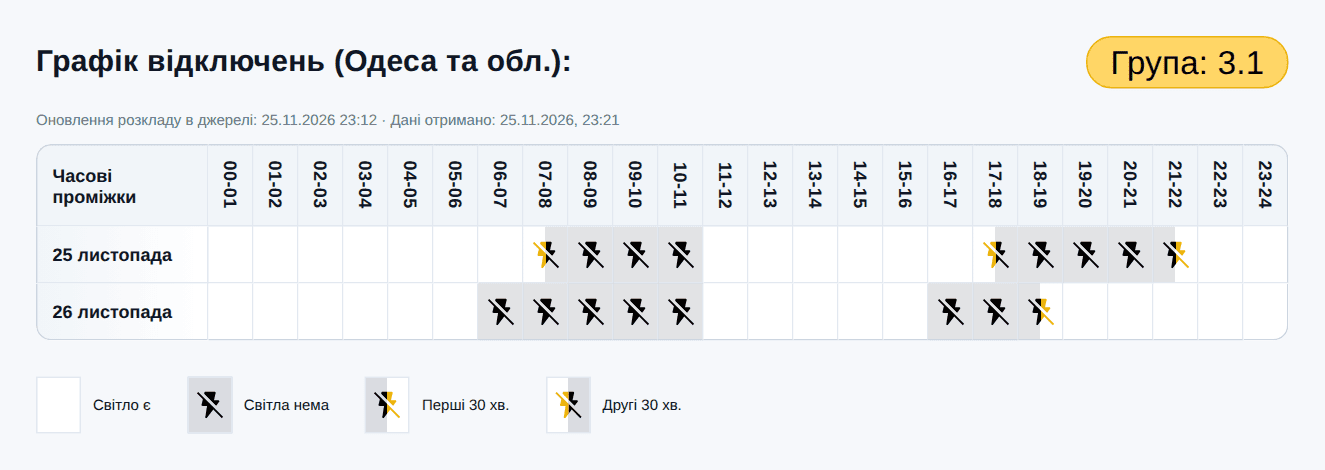 Графік відключень (Одеса та обл.):
Група: 3.1
Оновлення розкладу в джерелі: 25.11.2026 23:12 · Дані отримано: 25.11.2026, 23:21
Часові проміжки 00-01 01-02 02-03 03-04 04-05 05-06 06-07 07-08 08-09 09-10 10-11 11-12 12-13 13-14 14-15 15-16 16-17 17-18 18-19 19-20 20-21 21-22 22-23 23-24
25 листопада
26 листопада
Світло є Світла нема Перші 30 хв. Другі 30 хв.